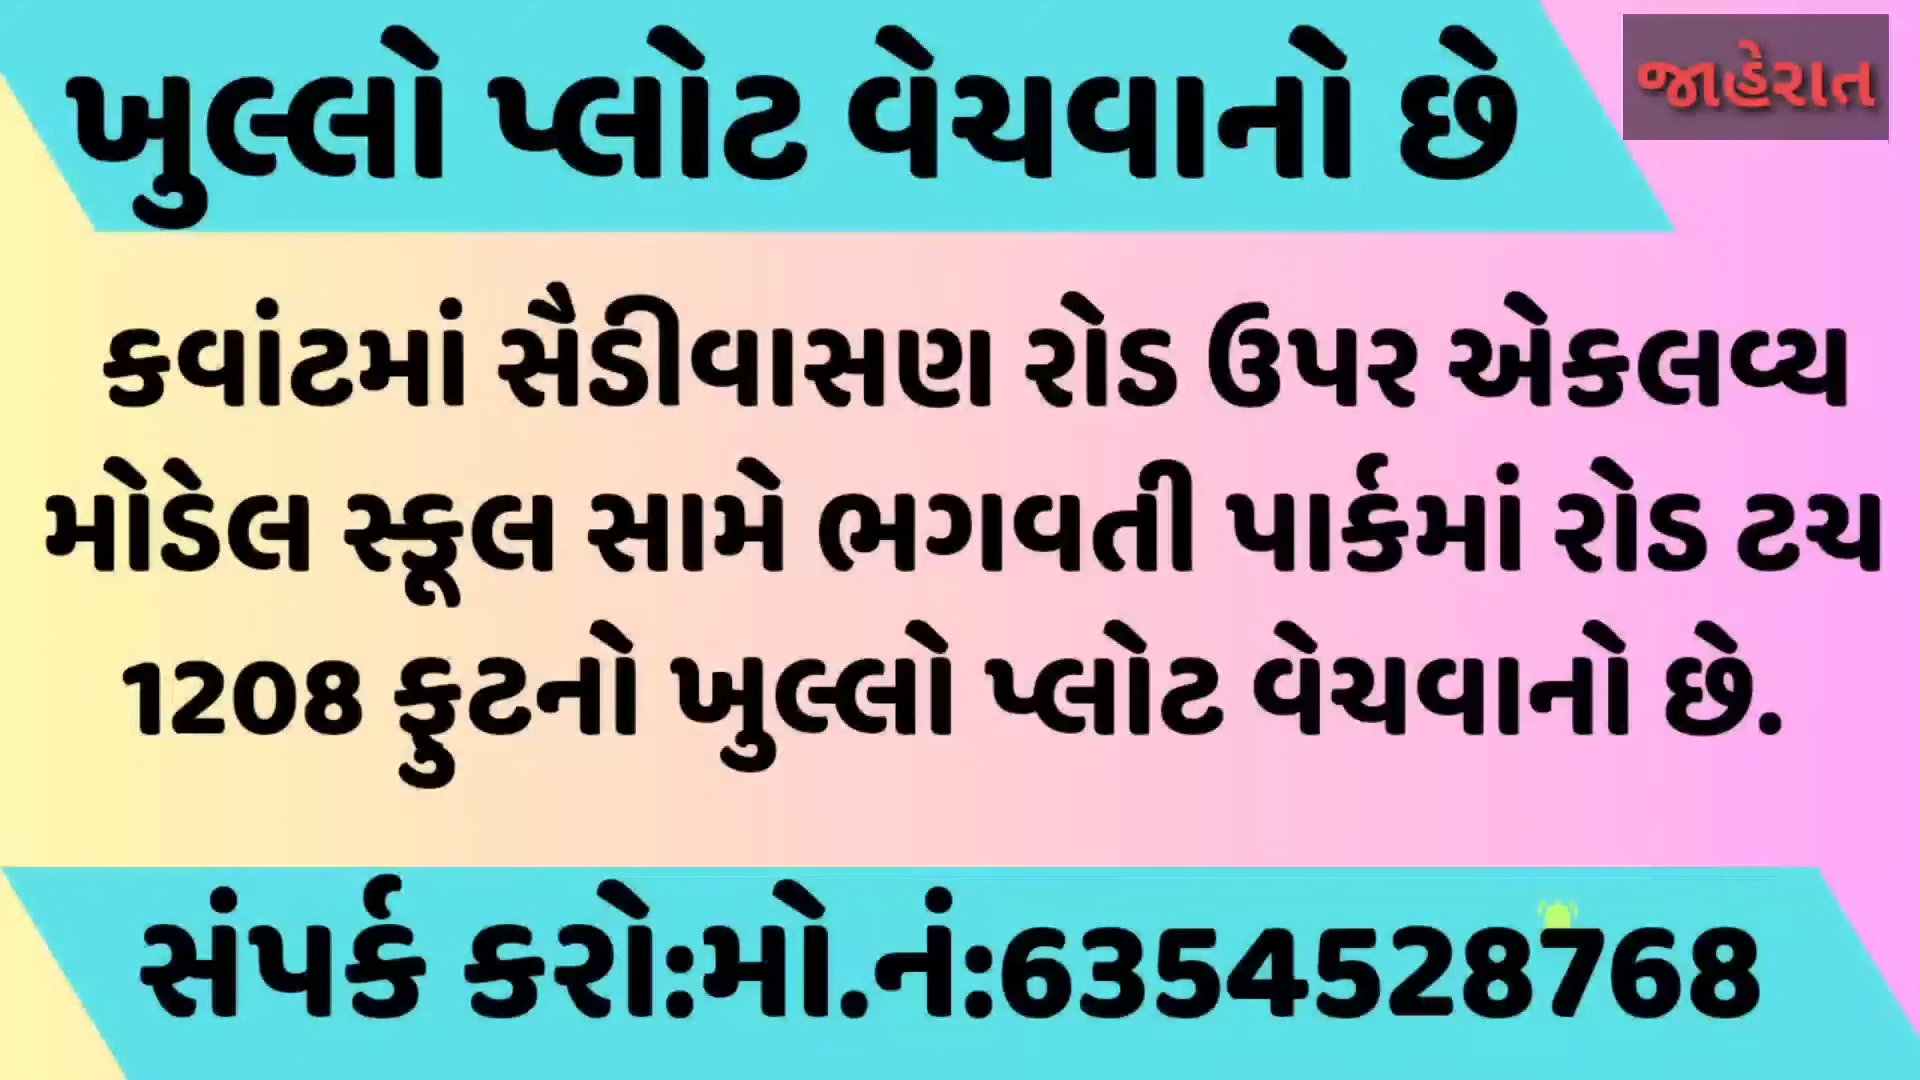 ખુલ્લો પ્લોટ વેચવાનો છે
જાહેરાત
કવાંટમાં સૈડીવાસણ રોડ ઉપર એકલવ્ય
મોડેલ સ્કૂલ સામે ભગવતી પાર્કમાં રોડ ટચ
1208 ફુટનો ખુલ્લો પ્લોટ વેચવાનો છે.
સંપર્ક કરો:મો.નં:6354528768